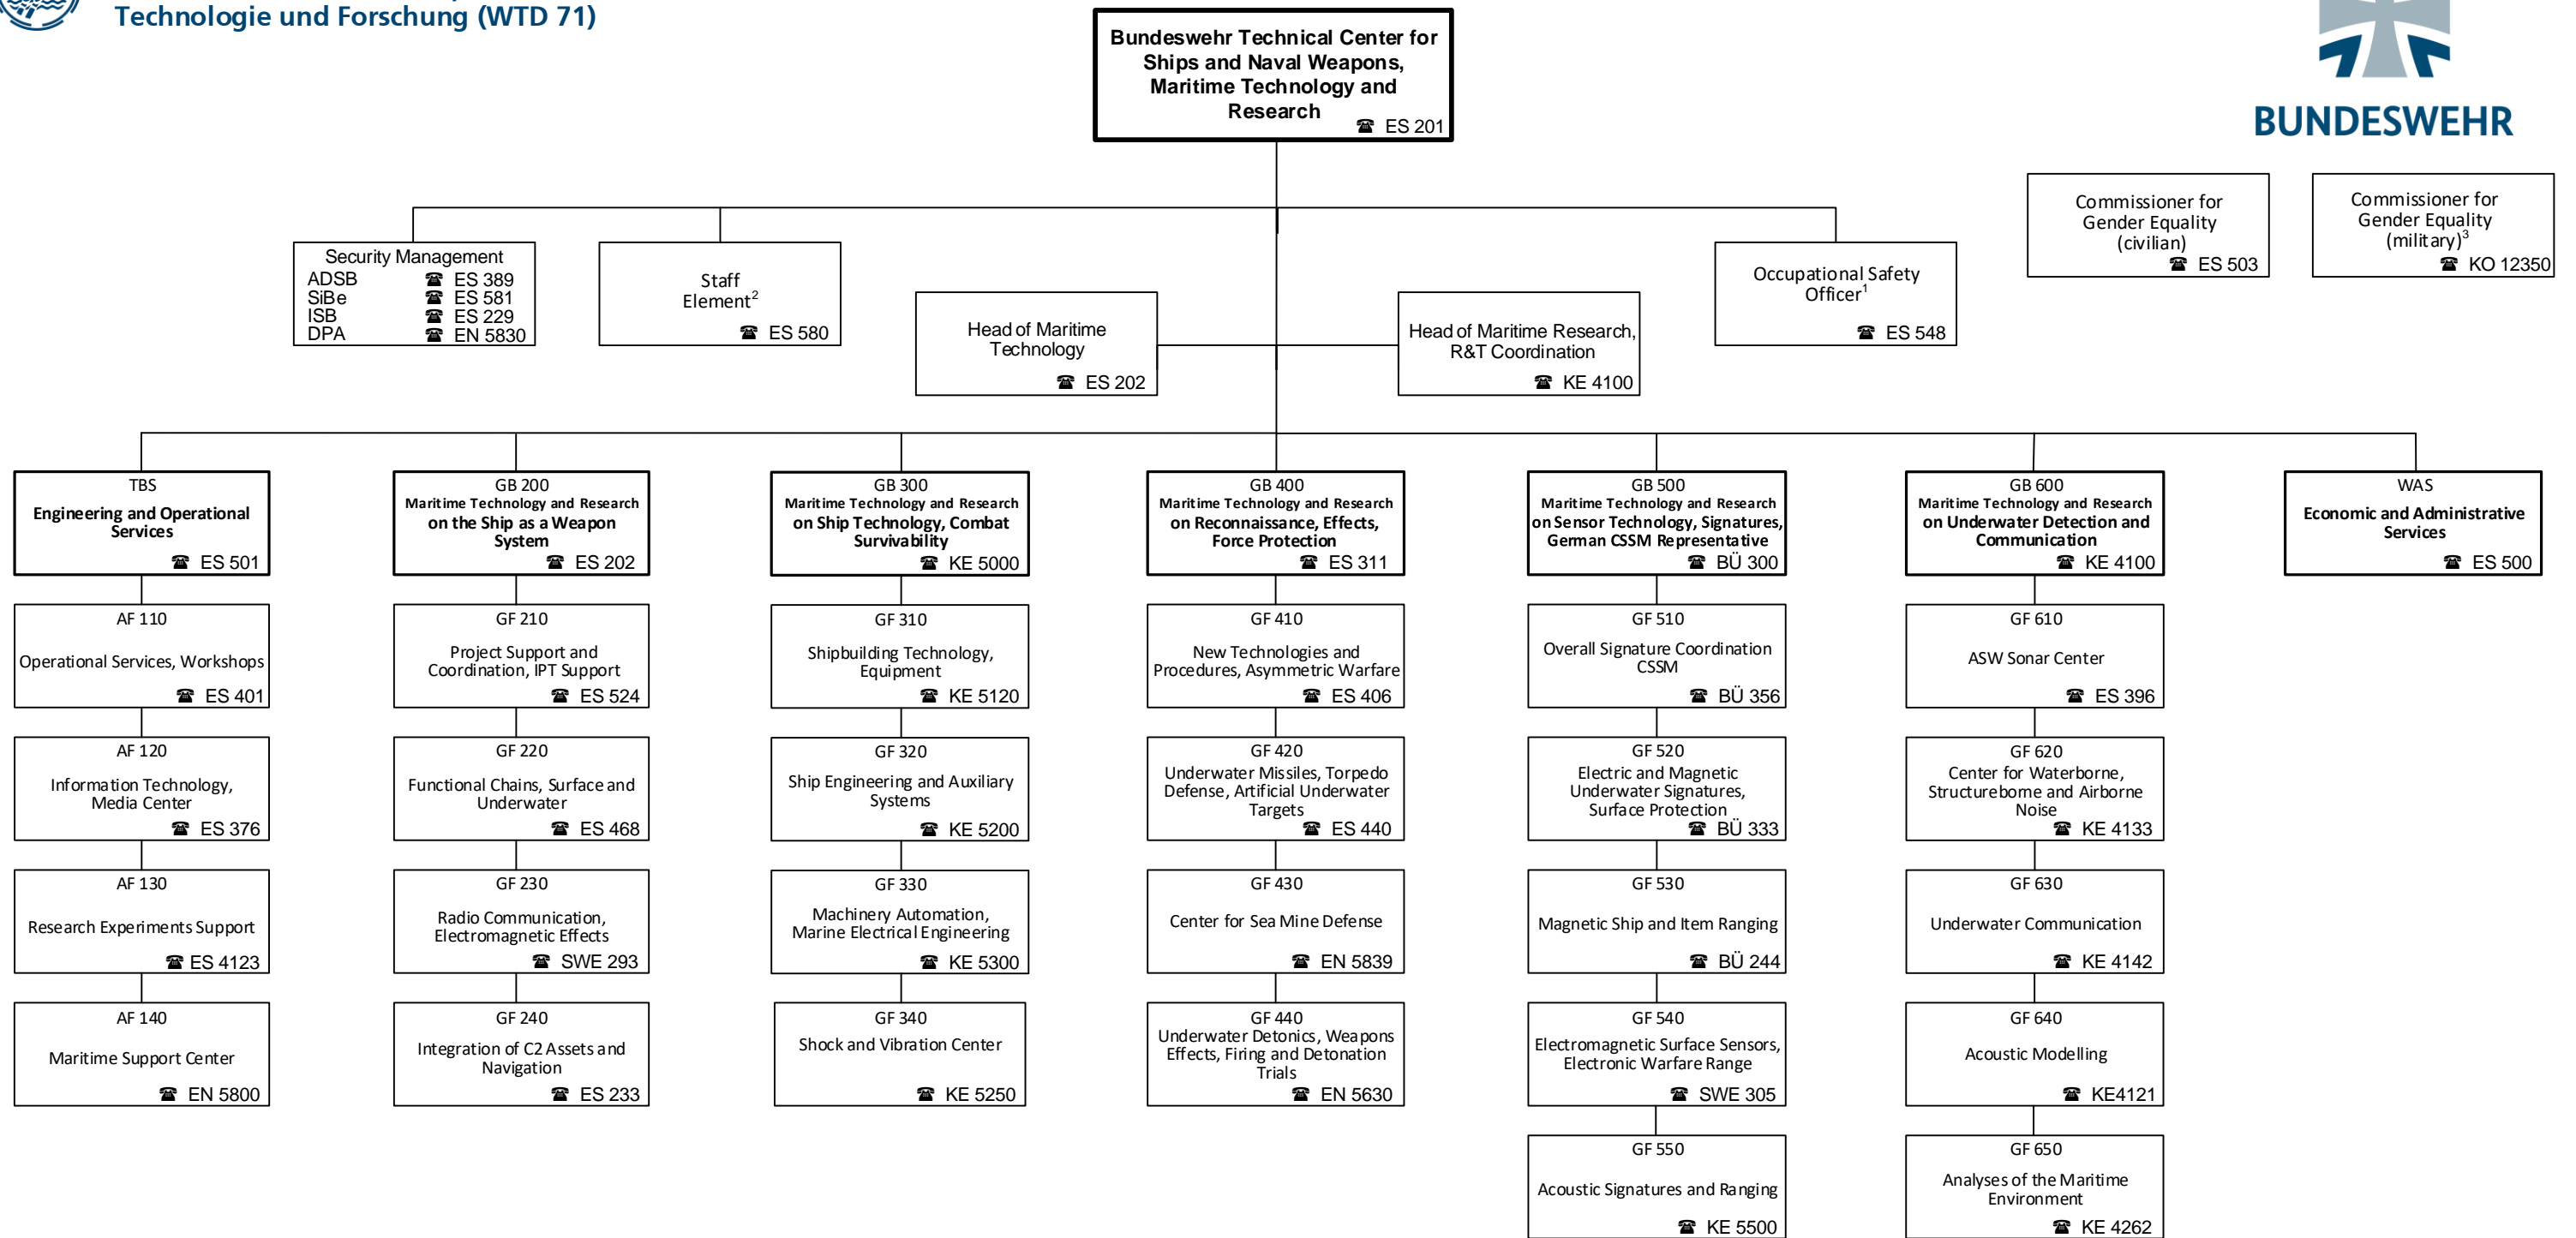 Technologie und Forschung (WTD 71)
Bundeswehr Technical Center for
Ships and Naval Weapons,
Maritime Technology and
Research
☎ ES 201
BUNDESWEHR
Commissioner for
Gender Equality
(civilian)
☎ ES 503
Commissioner for
Gender Equality
(military)3
☎ KO 12350
Security Management
ADSB ☎ ES 389
SiBe ☎ ES 581
ISB ☎ ES 229
DPA ☎ EN 5830
Staff
Element2
☎ ES 580
Head of Maritime
Technology
☎ ES 202
Head of Maritime Research,
R&T Coordination
☎ KE 4100
Occupational Safety
Officer1
☎ ES 548
TBS
Engineering and Operational
Services
☎ ES 501
AF 110
Operational Services, Workshops
☎ ES 401
AF 120
Information Technology,
Media Center
☎ ES 376
AF 130
Research Experiments Support
☎ ES 4123
AF 140
Maritime Support Center
☎ EN 5800
GB 200
Maritime Technology and Research
on the Ship as a Weapon
System
☎ ES 202
GF 210
Project Support and
Coordination, IPT Support
☎ ES 524
GF 220
Functional Chains, Surface and
Underwater
☎ ES 468
GF 230
Radio Communication,
Electromagnetic Effects
☎ SWE 293
GF 240
Integration of C2 Assets and
Navigation
☎ ES 233
GB 300
Maritime Technology and Research
on Ship Technology, Combat
Survivability
☎ KE 5000
GF 310
Shipbuilding Technology,
Equipment
☎ KE 5120
GF 320
Ship Engineering and Auxiliary
Systems
☎ KE 5200
GF 330
Machinery Automation,
Marine Electrical Engineering
☎ KE 5300
GF 340
Shock and Vibration Center
☎ KE 5250
GB 400
Maritime Technology and Research
on Reconnaissance, Effects,
Force Protection
☎ ES 311
GF 410
New Technologies and
Procedures, Asymmetric Warfare
☎ ES 406
GF 420
Underwater Missiles, Torpedo
Defense, Artificial Underwater
Targets
☎ ES 440
GF 430
Center for Sea Mine Defense
☎ EN 5839
GF 440
Underwater Detonics, Weapons
Effects, Firing and Detonation
Trials
☎ EN 5630
GB 500
Maritime Technology and Research
on Sensor Technology, Signatures,
German CSSM Representative
☎ BÜ 300
GF 510
Overall Signature Coordination
CSSM
☎ BÜ 356
GF 520
Electric and Magnetic
Underwater Signatures,
Surface Protection
☎ BÜ 333
GF 530
Magnetic Ship and Item Ranging
☎ BÜ 244
GF 540
Electromagnetic Surface Sensors,
Electronic Warfare Range
☎ SWE 305
GF 550
Acoustic Signatures and Ranging
☎ KE 5500
GB 600
Maritime Technology and Research
on Underwater Detection and
Communication
☎ KE 4100
GF 610
ASW Sonar Center
☎ ES 396
GF 620
Center for Waterborne,
Structureborne and Airborne
Noise
☎ KE 4133
GF 630
Underwater Communication
☎ KE 4142
GF 640
Acoustic Modelling
☎ KE4121
GF 650
Analyses of the Maritime
Environment
☎ KE 4262
WAS
Economic and Administrative
Services
☎ ES 500